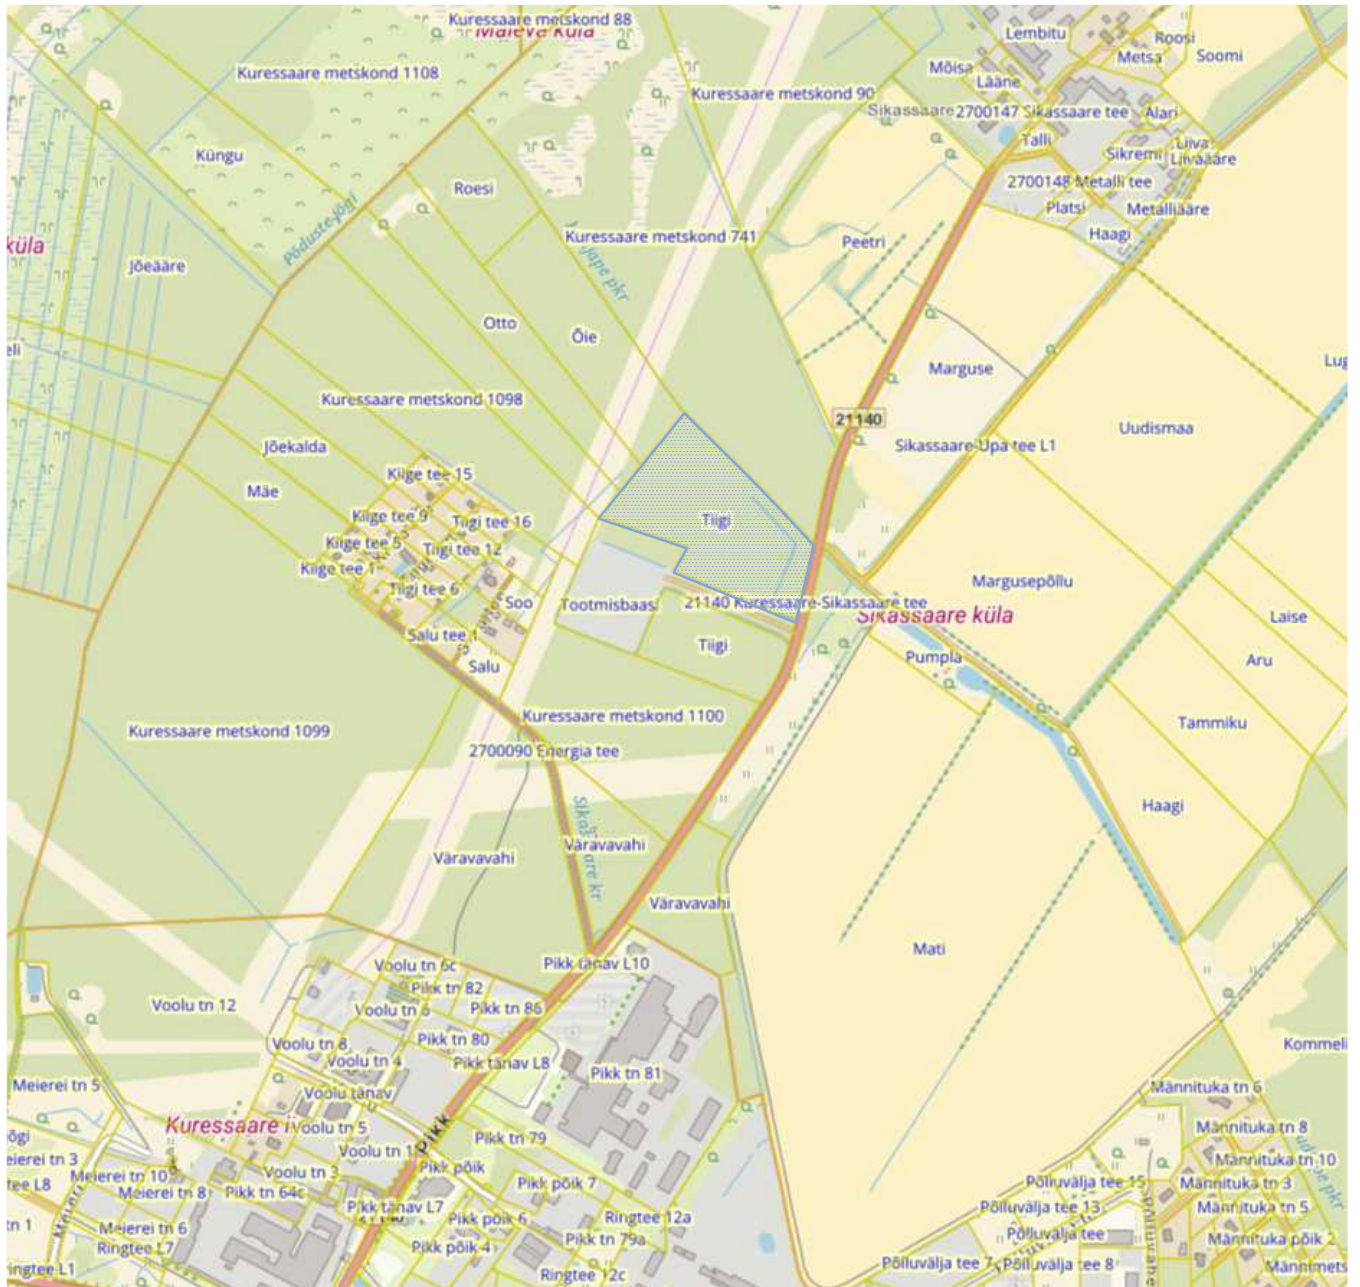 Kuressaare metskond 88
Maleva küla
Kuressaare metskond 1108
Kuressaare metskond 90
Lembitu
Roosi
Metsa
Soomi
Mõisa
Lääne
Sikassaare
2700147 Sikassaare tee
Alari
Talli
Liiva
Sikremi
Liivaääre
Küngu
Roesi
2700148 Metalli tee
Platsi
Metalliääre
Haagi
Põduste jõgi
Kuressaare metskond 741
Peetri
küla
Jõeääre
pkr
Otto
Õie
Marguse
Kuressaare metskond 1098
21140
Uudismaa
Sikassaare-Upa tee L1
Jõekalda
Mäe
Kiige tee 15
Kiige tee 9
Tiigi tee 16
Tiigi
Kiige tee 5
Tiigi tee 12
Kiige tee 1
Tiigi tee 6
Soo
Tootmisbaasi
21140 Kuressaare-Sikassaare tee
Margusepõllu
Sikassaare küla
Laise
Salu tee 1
Tiigi
Salu
Pumpla
Aru
Kuressaare metskond 1100
Tammiku
Kuressaare metskond 1099
2700090 Energia tee
Haagi
Väravavahi
Väravavahi
Väravavahi
Mati
Voolu tn 6c
Pikk tänav L10
Pikk tn 82
Voolu tn 12
Voolu tn 6
Pikk tn 86
Voolu tn 8
Pikk tn 80
Voolu tn 4
Pikk tänav L8
Pikk tn 81
Kommeli
Meierei tn 5
Voolu tänav
Männituka tn 6
Kuressaare
Voolu tn 5
Pikk
Pikk tn 79
Männituka tn 8
Voolu tn 1
Pikk põik
Männituka tn 10
Meierei tn 10
Voolu tn 3
Meierei tn 8
Pikk tn 64c
Pikk põik 7
Põlluvälja tee 15
Männituka tn 3
Pikk tänav L7
Põlluvälja tee 13
Männituka tn 5
Meierei tn 6
Pikk põik 6
Ringtee 12a
Põlluvälja tee
Männituka põik 2
Ringtee L7
Pikk põik 4
Pikk tn 79a
Põlluvälja tee 7
Põlluvälja tee 8
Ringtee 12c